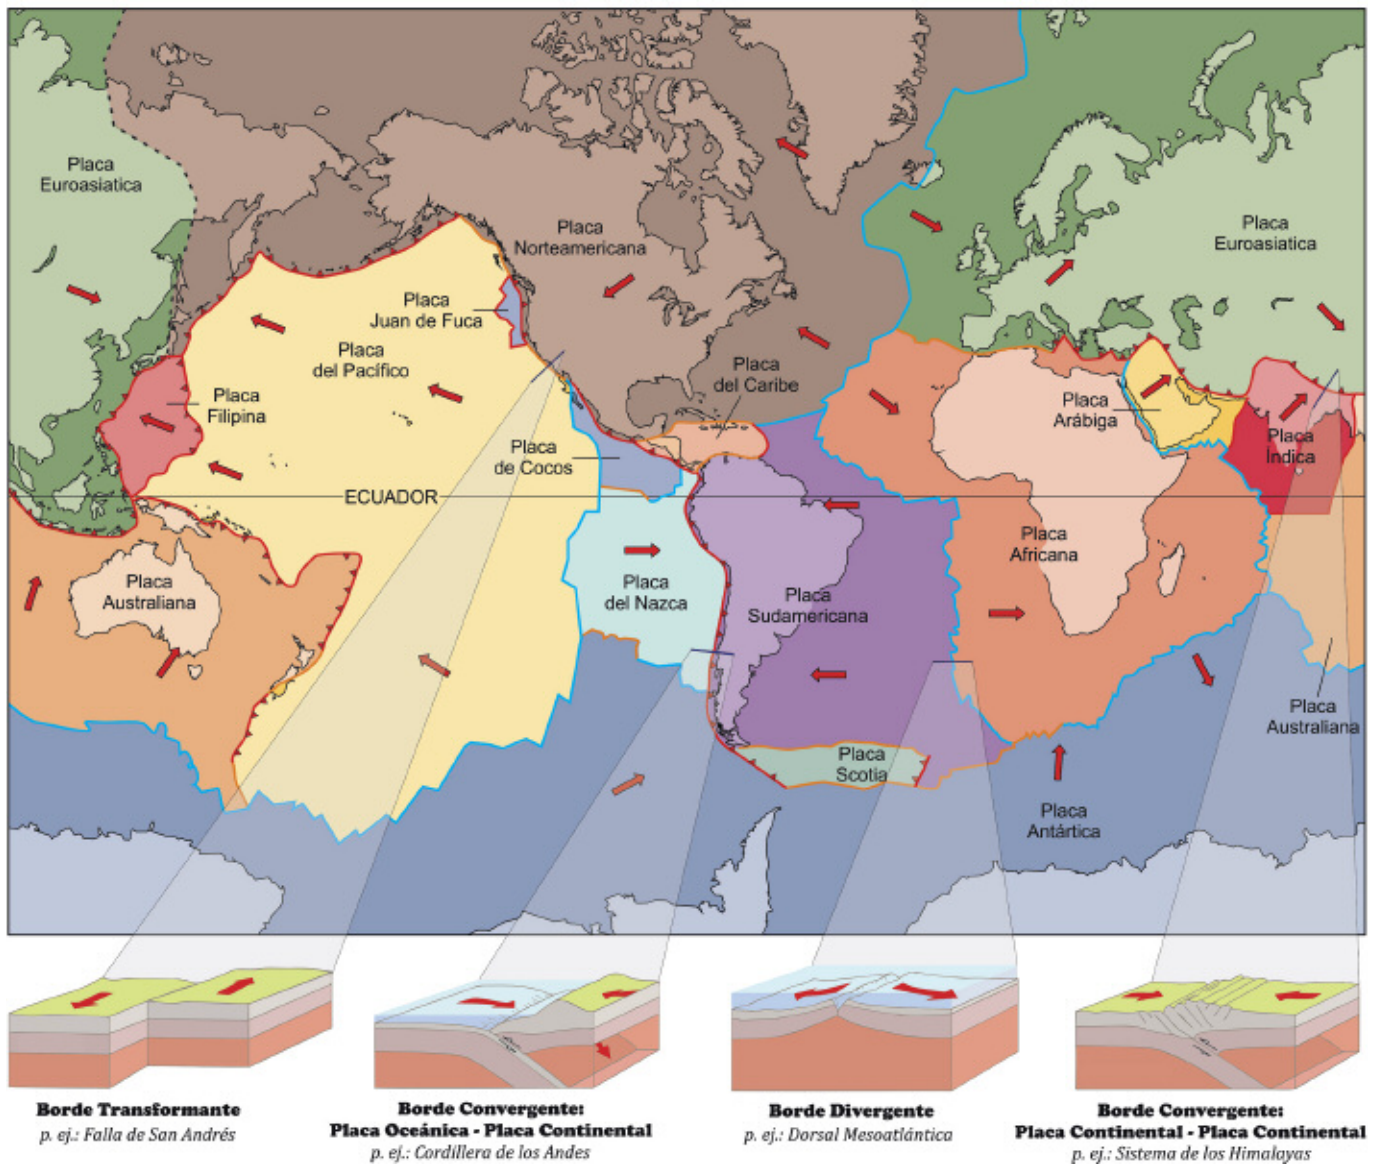 Placa
Euroasiatica
Placa
Norteamericana
Placa
Euroasiatica
Placa
Juan de Fuca
Placa
del Pacífico
Placa
del Caribe
Placa
Filipina
Placa
Arábiga
Placa
Índica
Placa
de Cocos
ECUADOR
Placa
Africana
Placa
Australiana
Placa
del Nazca
Placa
Sudamericana
Placa
Australiana
Placa
Scotia
Placa
Antártica
Borde Transformante
p. ej.: Falla de San Andrés
Borde Convergente:
Placa Oceánica - Placa Continental
p. ej.: Cordillera de los Andes
Borde Divergente
p. ej.: Dorsal Mesoatlántica
Borde Convergente:
Placa Continental - Placa Continental
p. ej.: Sistema de los Himalayas